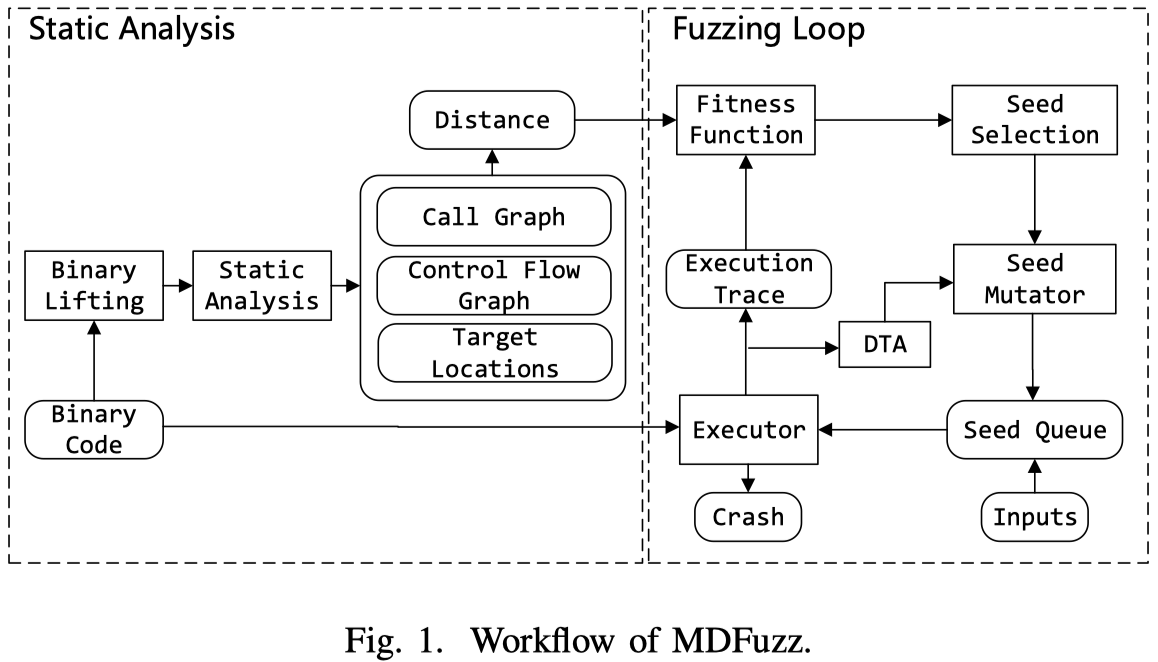 Static Analysis
Distance
Call Graph
Control Flow
Graph
Target
Locations
Binary
Lifting
Static
Analysis
Binary
Code
Fuzzing Loop
Fitness
Function
Seed
Selection
Execution
Trace
Seed
Mutator
DTA
Executor
Seed Queue
Crash
Inputs
Fig. 1. Workflow of MDFuzz.